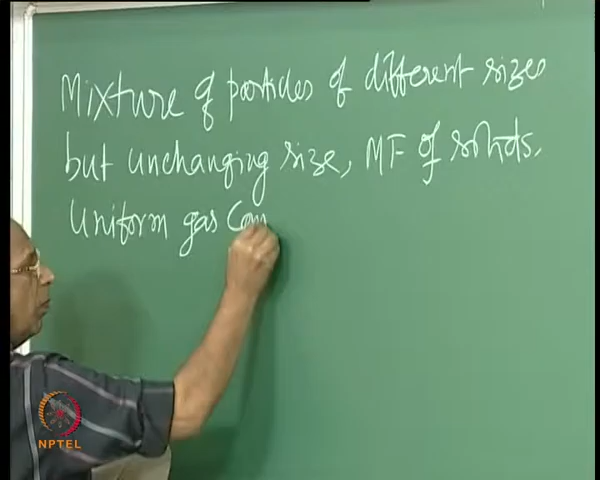 Mixture of particles of different sizes
but unchanging size, MF of solids.
Uniform gas Con
NPTEL